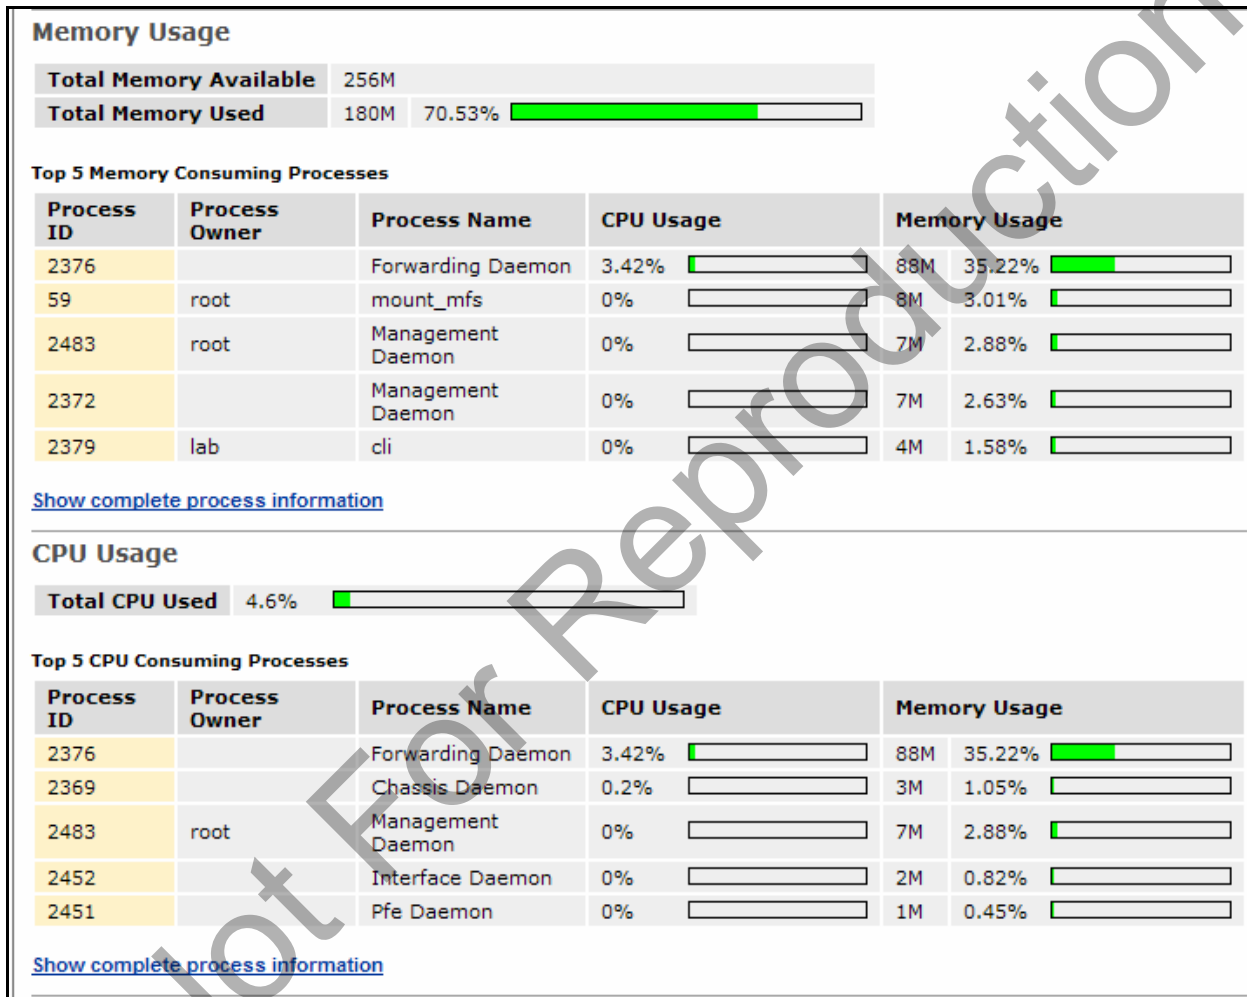 Memory Usage
Total Memory Available 256M
Total Memory Used 180M 70.53%
Top 5 Memory Consuming Processes
Process ID Process Owner Process Name CPU Usage Memory Usage
2376 Forwarding Daemon 3.42% 88M 35.22%
59 root mount_mfs 0% 8M 3.01%
2483 root Management Daemon 0% 7M 2.88%
2372 Management Daemon 0% 7M 2.63%
2379 lab cli 0% 4M 1.58%
Show complete process information
CPU Usage
Total CPU Used 4.6%
Top 5 CPU Consuming Processes
Process ID Process Owner Process Name CPU Usage Memory Usage
2376 Forwarding Daemon 3.42% 88M 35.22%
2369 Chassis Daemon 0.2% 3M 1.05%
2483 root Management Daemon 0% 7M 2.88%
2452 Interface Daemon 0% 2M 0.82%
2451 Pfe Daemon 0% 1M 0.45%
Show complete process information
Not For Reproduction